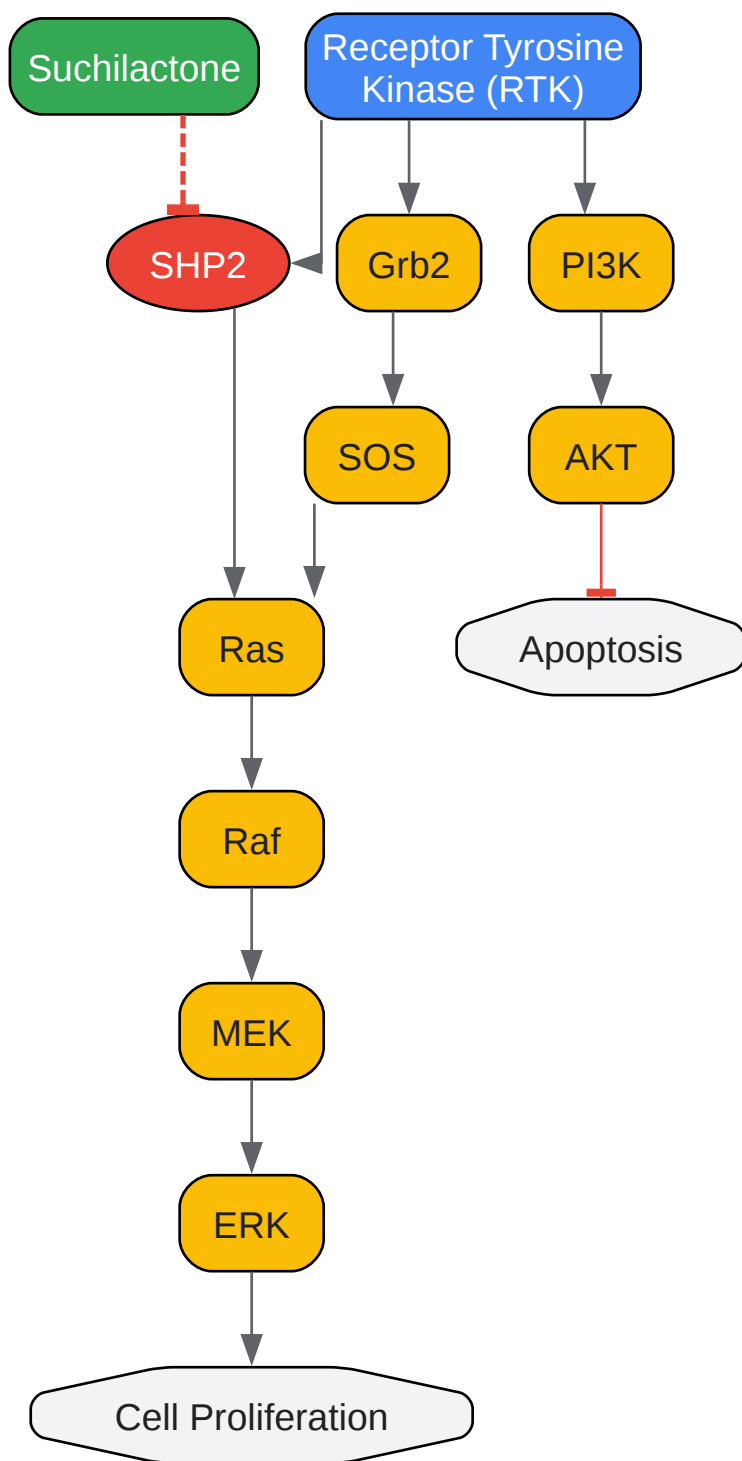 Suchilactone
Receptor Tyrosine
Kinase (RTK)
SHP2
Grb2
PI3K
SOS
AKT
Ras
Apoptosis
Raf
MEK
ERK
Cell Proliferation